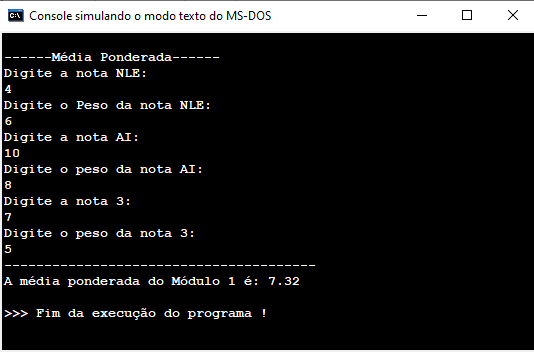 Console simulando o modo texto do MS-DOS
------Média Ponderada------
Digite a nota NLE:
4
Digite o Peso da nota NLE:
6
Digite a nota AI:
10
Digite o peso da AI:
8
Digite a nota 3:
7
Digite o peso da nota 3:
5
---------------------------------------
A média ponderada do Módulo 1 é: 7.32
>>> Fim da execução do programa !